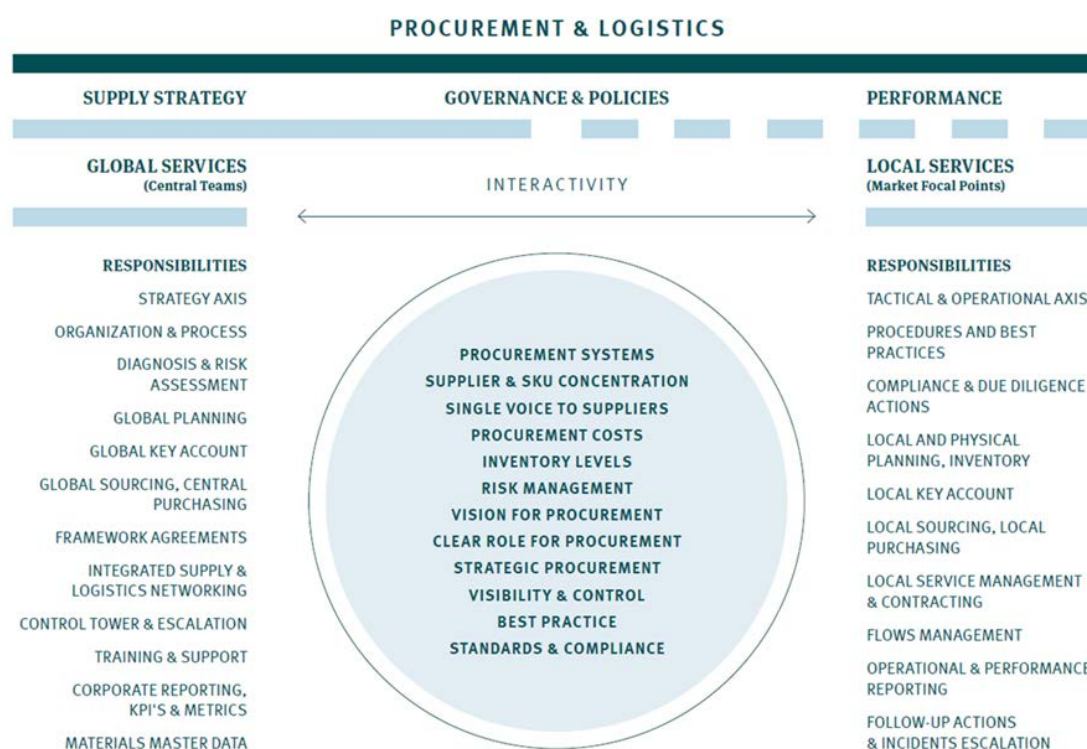 PROCUREMENT & LOGISTICS
SUPPLY STRATEGY
GOVERNANCE & POLICIES
PERFORMANCE
GLOBAL SERVICES
(Central Teams)
INTERACTIVITY
LOCAL SERVICES
(Market Focal Points)
RESPONSIBILITIES
STRATEGY AXIS
ORGANIZATION & PROCESS
DIAGNOSIS & RISK
ASSESSMENT
GLOBAL PLANNING
GLOBAL KEY ACCOUNT
GLOBAL SOURCING, CENTRAL
PURCHASING
FRAMEWORK AGREEMENTS
INTEGRATED SUPPLY &
LOGISTICS NETWORKING
CONTROL TOWER & ESCALATION
TRAINING & SUPPORT
CORPORATE REPORTING,
KPI'S & METRICS
MATERIALS MASTER DATA
PROCUREMENT SYSTEMS
SUPPLIER & SKU CONCENTRATION
SINGLE VOICE TO SUPPLIERS
PROCUREMENT COSTS
INVENTORY LEVELS
RISK MANAGEMENT
VISION FOR PROCUREMENT
CLEAR ROLE FOR PROCUREMENT
STRATEGIC PROCUREMENT
VISIBILITY & CONTROL
BEST PRACTICE
STANDARDS & COMPLIANCE
RESPONSIBILITIES
TACTICAL & OPERATIONAL AXIS
PROCEDURES AND BEST
PRACTICES
COMPLIANCE & DUE DILIGENCE
ACTIONS
LOCAL AND PHYSICAL
PLANNING, INVENTORY
LOCAL KEY ACCOUNT
LOCAL SOURCING, LOCAL
PURCHASING
LOCAL SERVICE MANAGEMENT
& CONTRACTING
FLOWS MANAGEMENT
OPERATIONAL & PERFORMANCE
REPORTING
FOLLOW-UP ACTIONS
& INCIDENTS ESCALATION